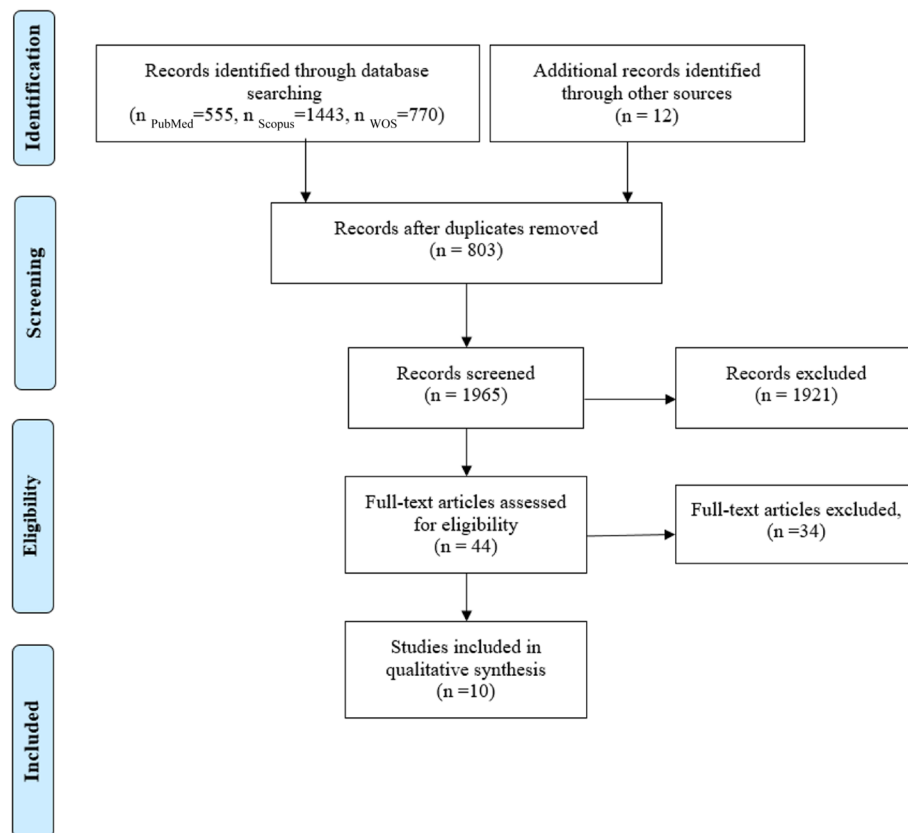 Identification
Records identified through database
searching
(n PubMed=555, n Scopus=1443, n WOS=770)
Additional records identified
through other sources
(n = 12)
Screening
Records after duplicates removed
(n = 803)
Records screened
(n = 1965)
Records excluded
(n = 1921)
Eligibility
Full-text articles assessed
for eligibility
(n = 44)
Full-text articles excluded,
(n =34)
Included
Studies included in
qualitative synthesis
(n =10)